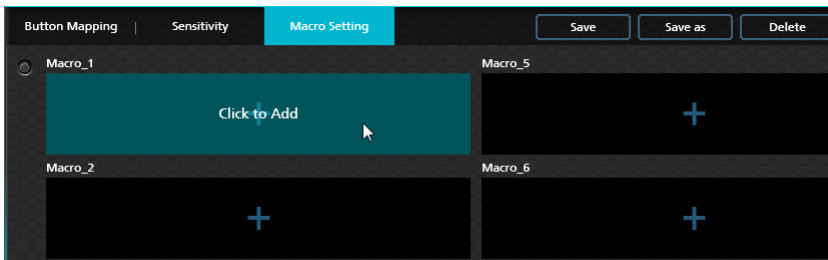 Button Mapping | Sensitivity Macro Setting Save Save as Delete
Macro_1 Macro_5
Click to Add
Macro_2 Macro_6